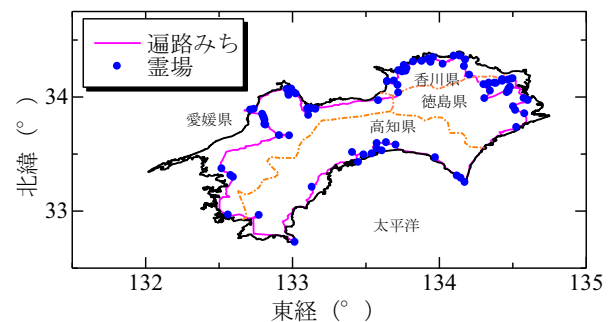 遍路みち
霊場
香川県
徳島県
愛媛県
高知県
太平洋
34
33
北緯（°）
132
133
134
135
東経（°）